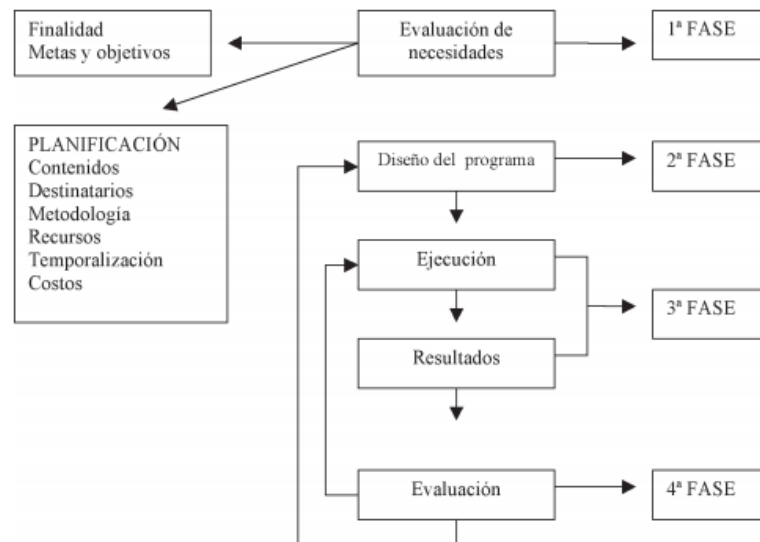 Finalidad
Metas y objetivos
Evaluación de
necesidades
1ª FASE
PLANIFICACIÓN
Contenidos
Destinatarios
Metodología
Recursos
Temporalización
Costos
Diseño del programa
2ª FASE
Ejecución
3ª FASE
Resultados
Evaluación
4ª FASE